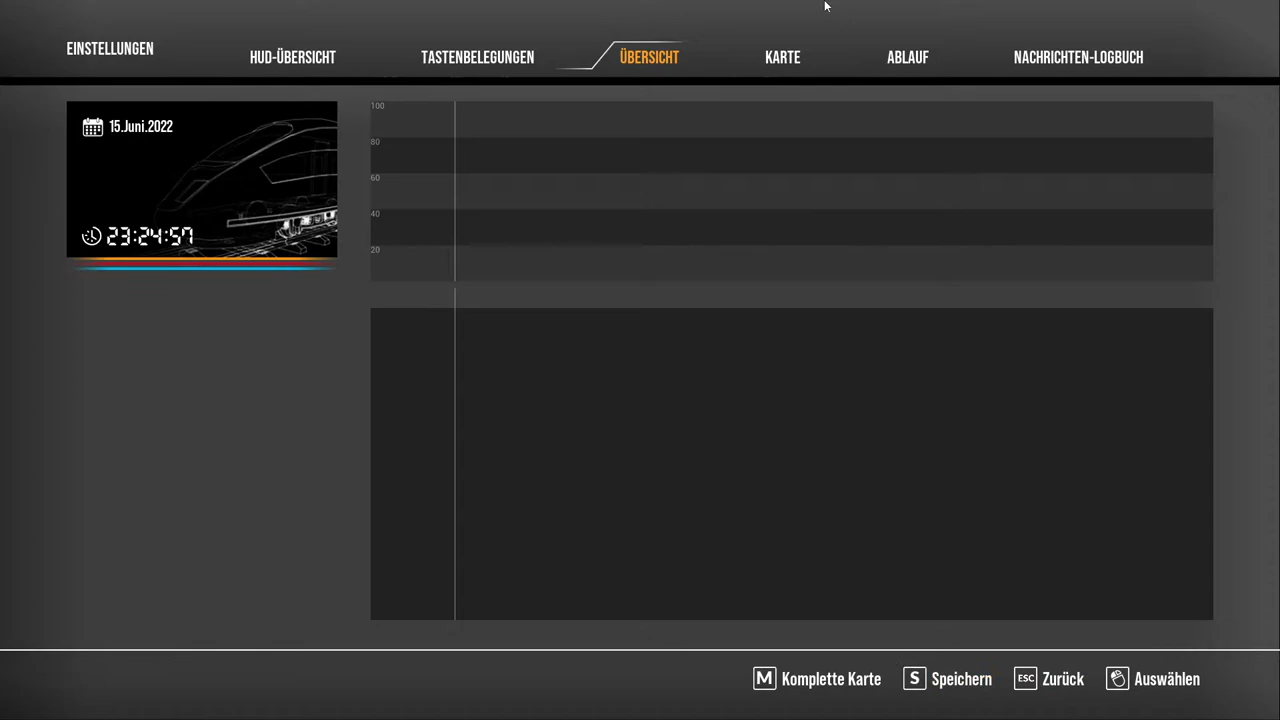 EINSTELLUNGEN
HUD-ÜBERSICHT
TASTENBELEGUNGEN
ÜBERSICHT
KARTE
ABLAUF
NACHRICHTEN-LOGBUCH
15.Juni.2022
23:24:57
100
80
60
40
20
M Komplette Karte
S Speichern
ESC Zurück
Auswählen